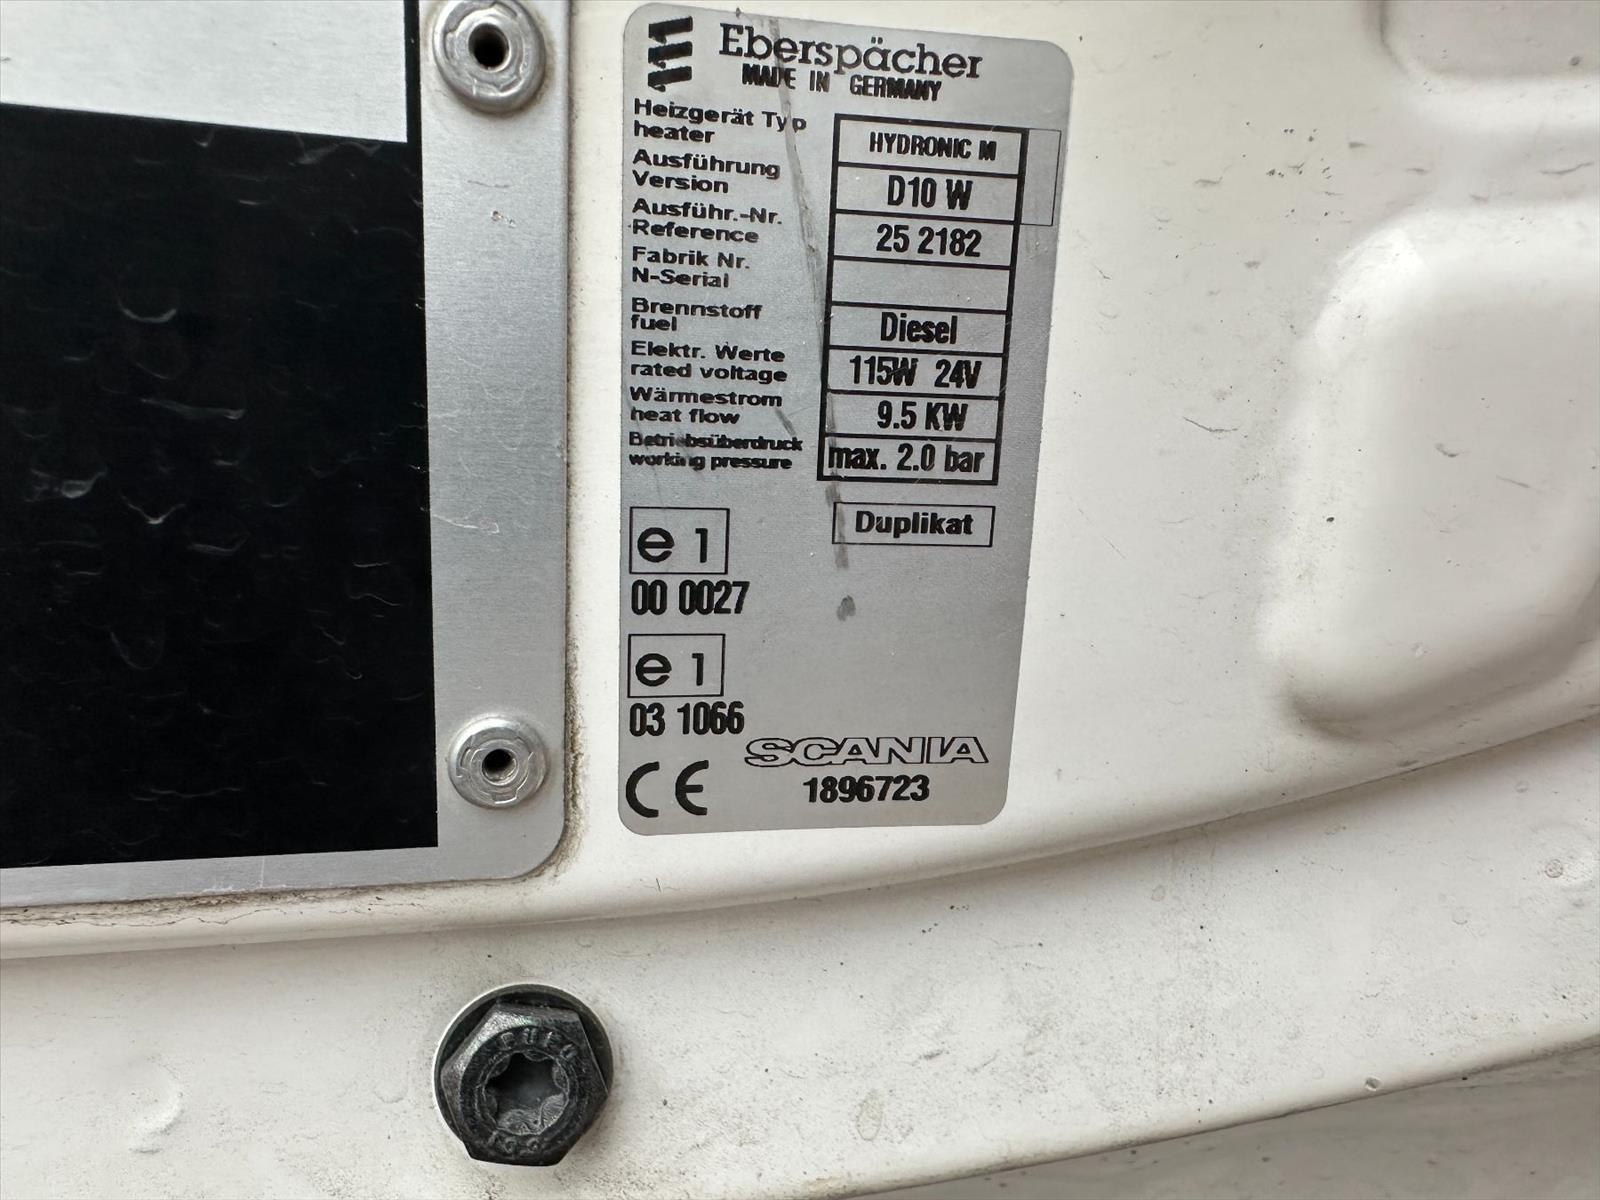 Eberspächer
MADE IN GERMANY
Heizgerät Typ
heater
HYDRONIC M
Ausführung
Version
D10 W
Ausführ.-Nr.
Reference
25 2182
Fabrik Nr.
N-Serial
Brennstoff
fuel
Diesel
Elektr. Werte
rated voltage
115W 24V
Wärmestrom
heat flow
9.5 KW
Betriebsüberdruck
working pressure
max. 2.0 bar
Duplikat
e1
00 0027
e1
03 1066
CE
SCANIA
1896723